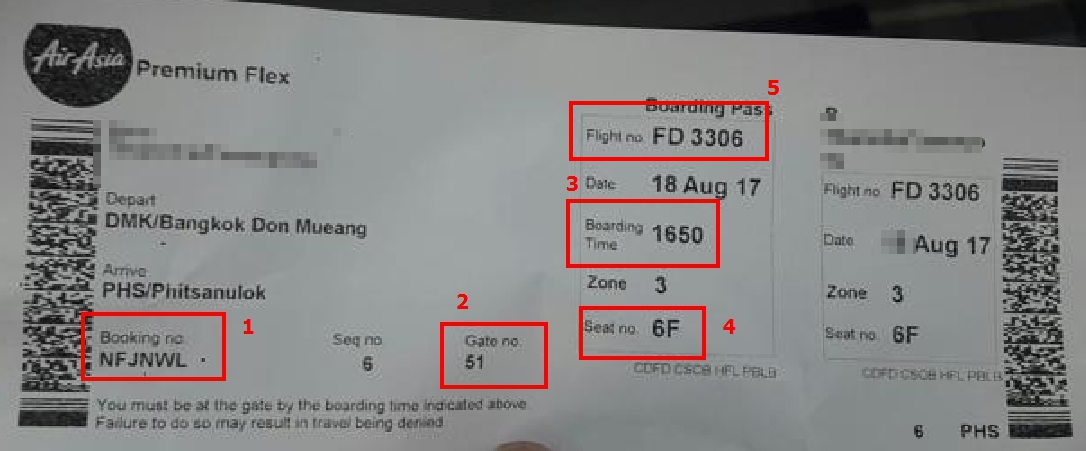 AirAsia
Premium Flex
Depart
DMK/Bangkok Don Mueang
Arrive
PHS/Phitsanulok
1
Booking no.
NFJNWL
Seq no
6
2
Gate no.
51
You must be at the gate by the boarding time indicated above.
Failure to do so may result in travel being denied.
5
Boarding Pass
Flight no. FD 3306
Date 18 Aug 17
3
Boarding Time 1650
Zone 3
Seat no. 6F
4
CDFD CSCB HFL PBLB
Flight no FD 3306
Date Aug 17
Zone 3
Seat no. 6F
CDFD CSCB HFL PBLB
6 PHS